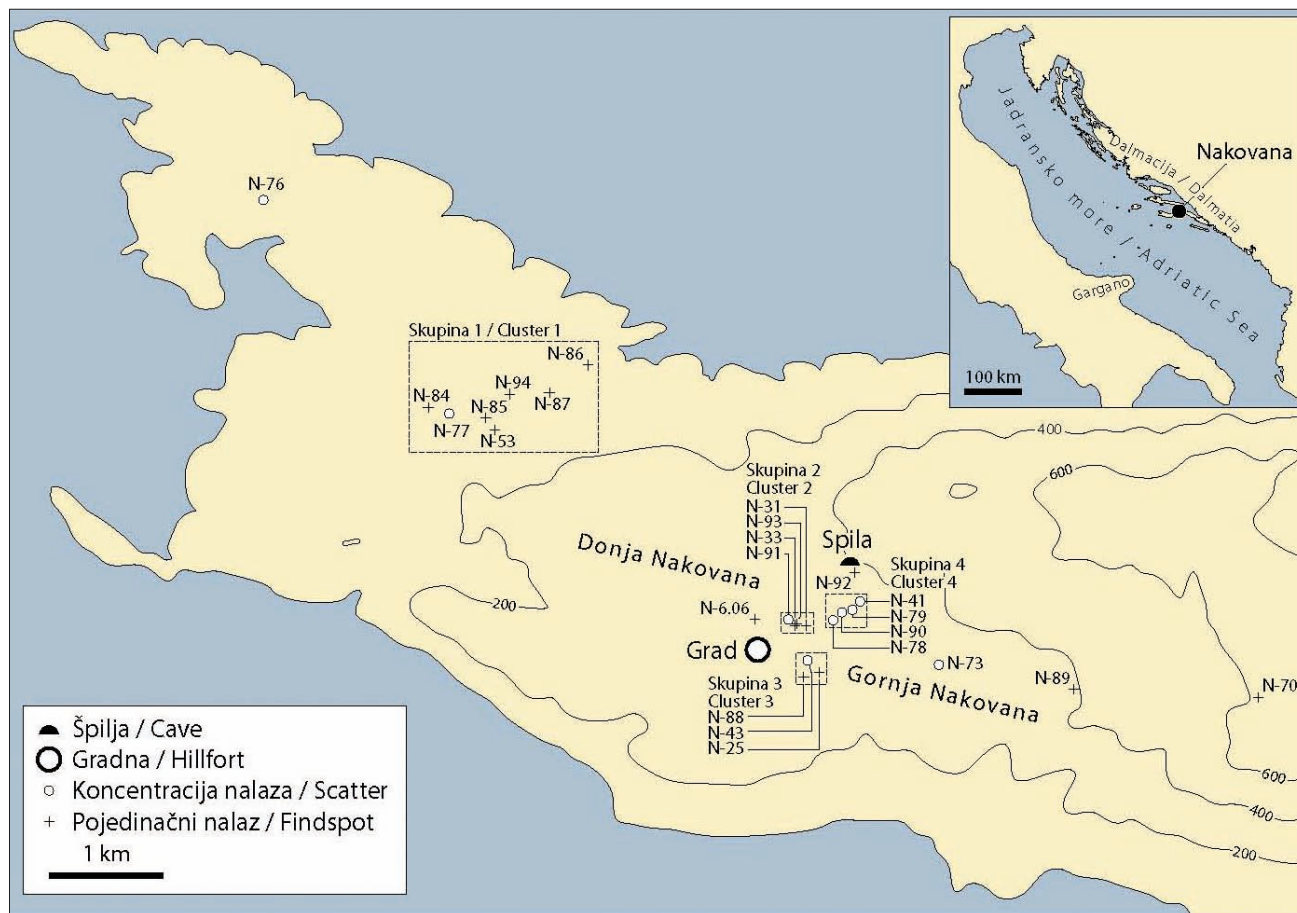 N-76
Skupina 1 / Cluster 1
N-86
N-94
N-84
N-85
N-87
N-77
N-53
Jadransko more / Adriatic Sea
Dalmacija / Dalmatia
Nakovana
Gargano
100 km
400
600
Skupina 2
Cluster 2
N-31
N-93
N-33
N-91
Donja Nakovana
Spila
N-92
Skupina 4
Cluster 4
N-41
N-79
N-90
N-78
200
N-6.06
Grad
N-73
Gornja Nakovana
N-89
N-70
Skupina 3
Cluster 3
N-88
N-43
N-25
600
400
200
Špilja / Cave
Gradna / Hillfort
Koncentracija nalaza / Scatter
Pojedinačni nalaz / Findspot
1 km